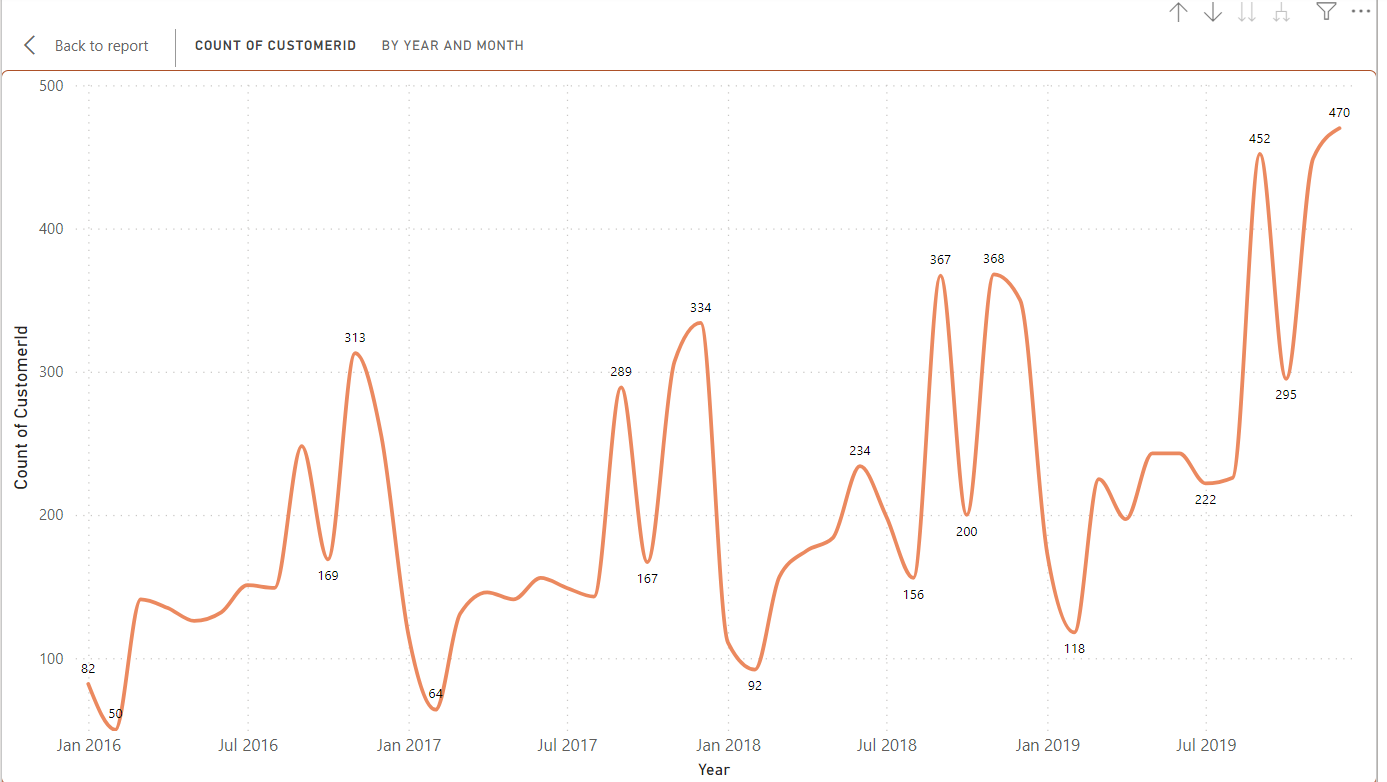 Back to report
COUNT OF CUSTOMERID
BY YEAR AND MONTH
500
400
300
200
100
Count of CustomerId
82
50
169
313
64
289
167
334
92
234
156
367
200
368
118
222
452
295
470
Jan 2016
Jul 2016
Jan 2017
Jul 2017
Jan 2018
Jul 2018
Jan 2019
Jul 2019
Year